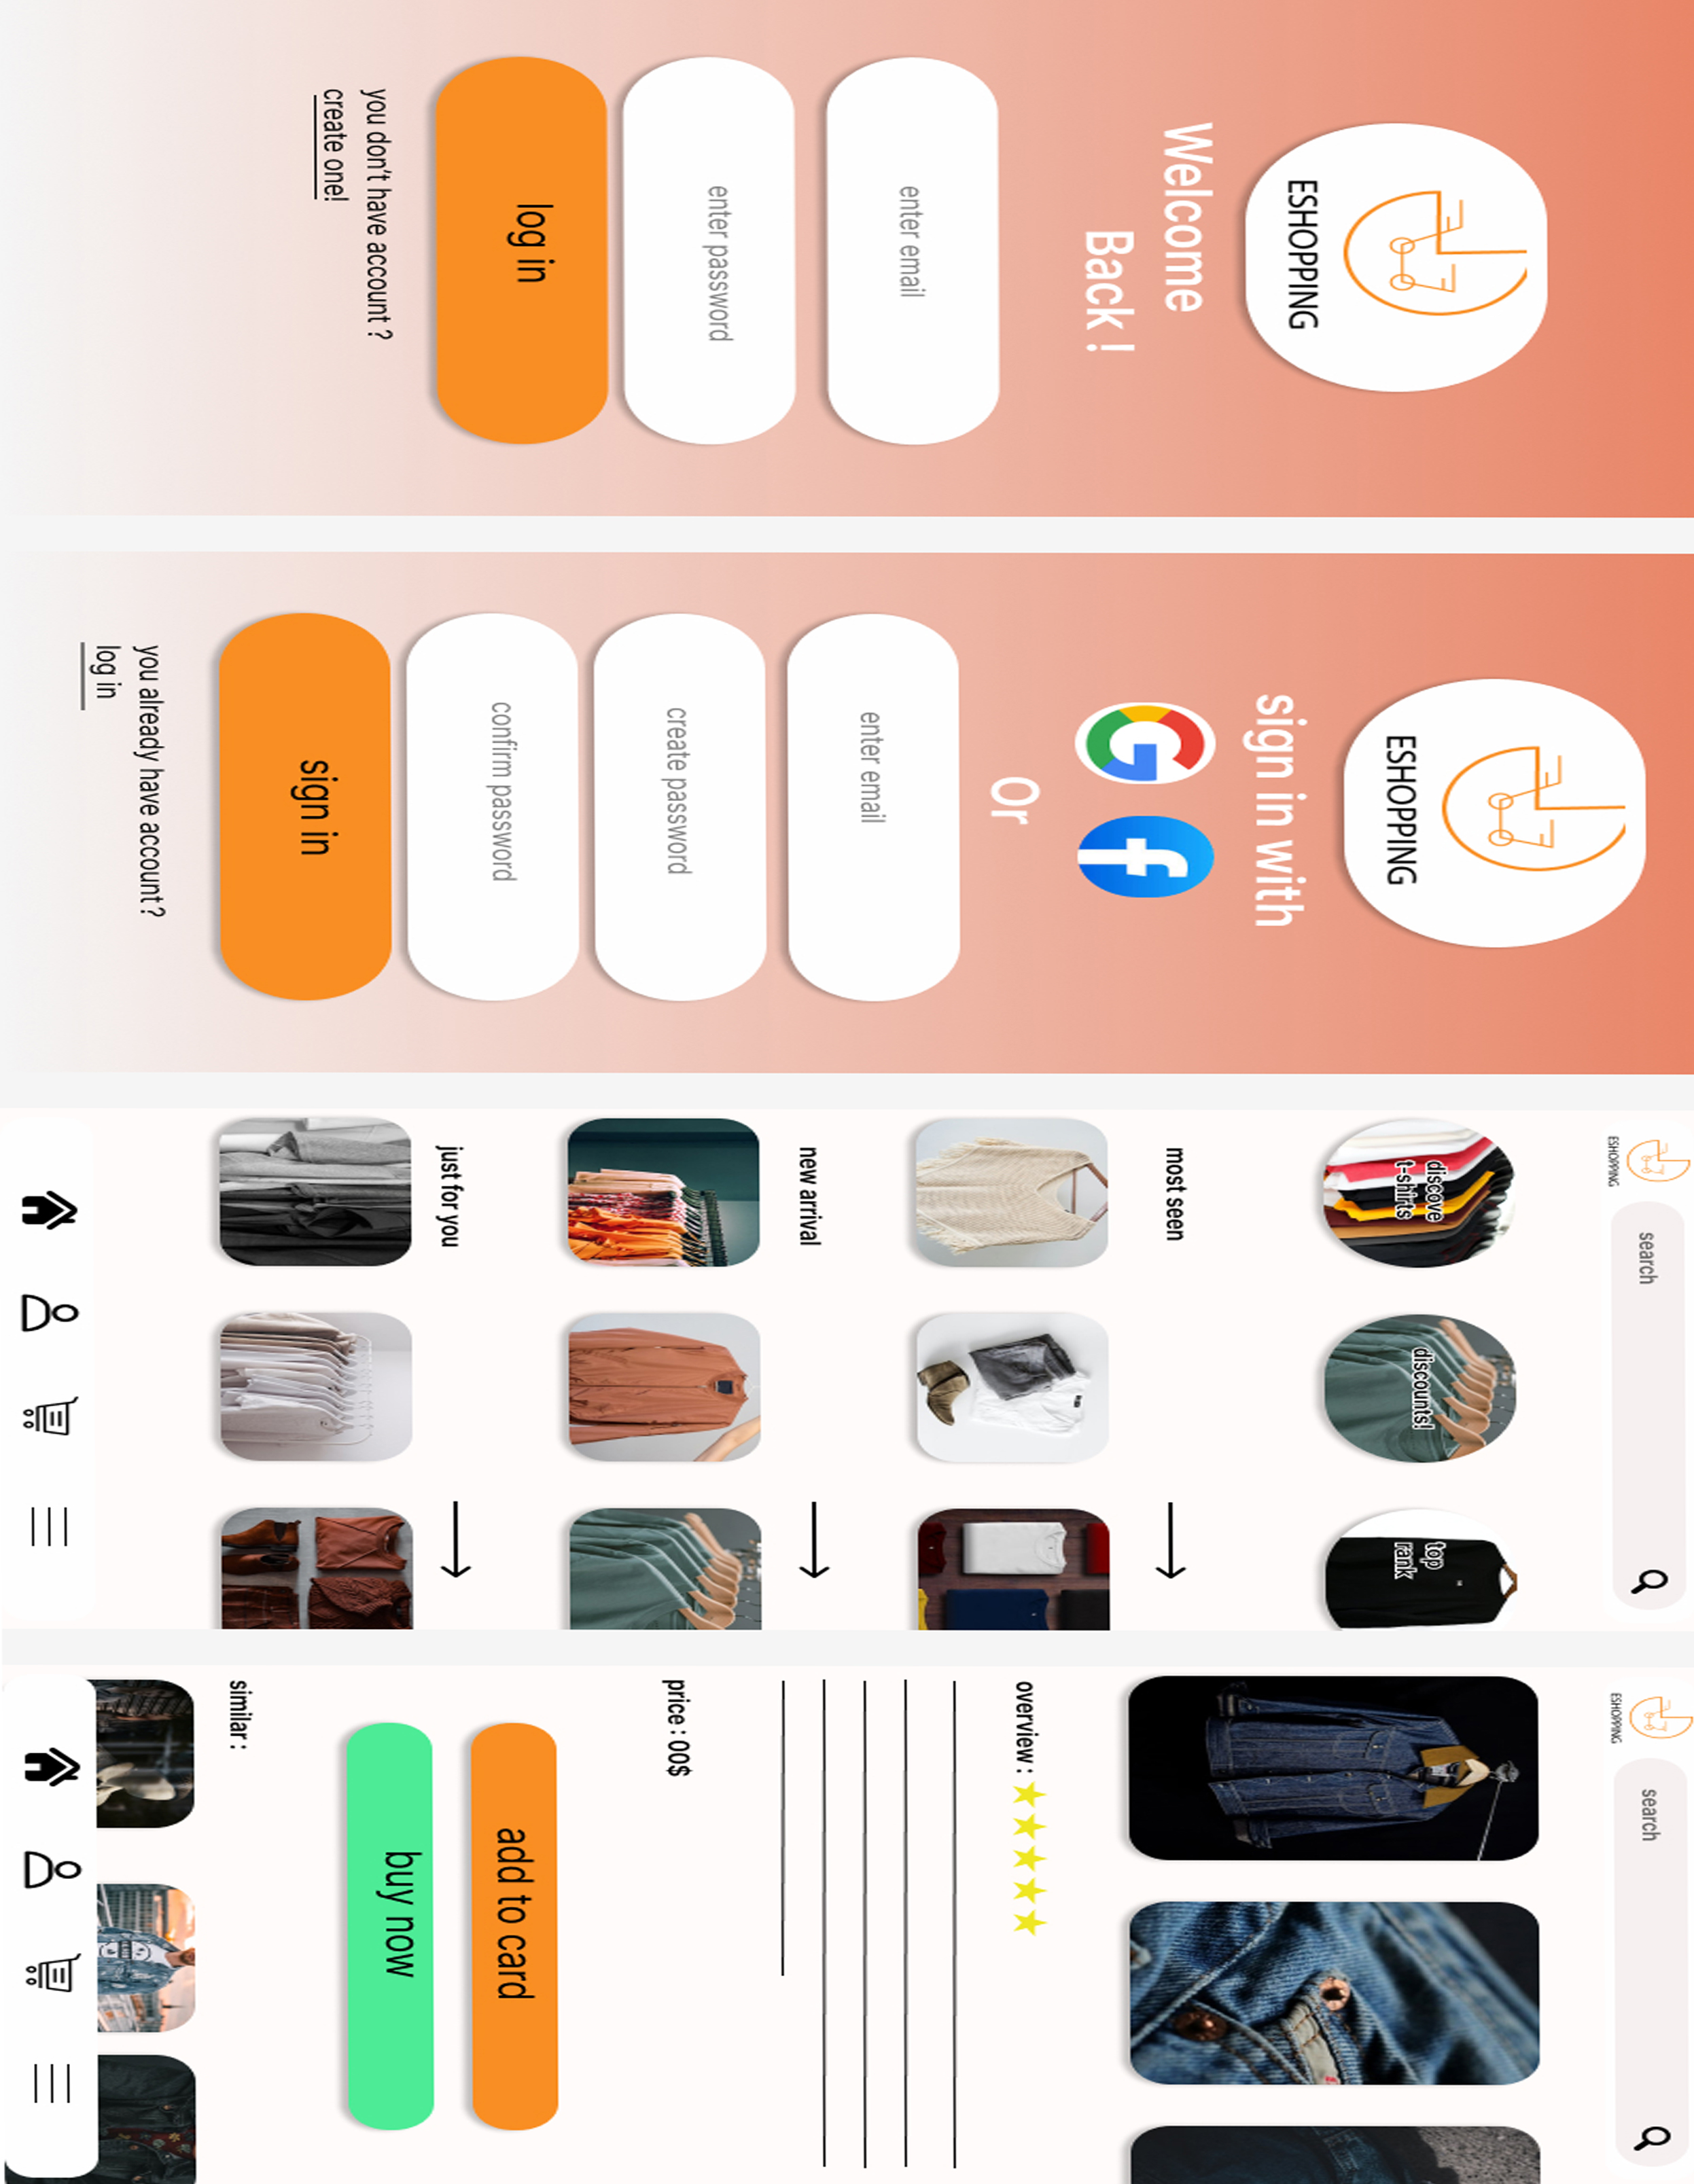 ESHOPPING
Welcome
Back !
enter email
enter password
log in
you don't have account ?
create one!
ESHOPPING
sign in with
Or
enter email
create password
confirm password
sign in
you already have account?
log in
ESHOPPING
search
discove
t-shirts
discounts!
top
rank
most seen
new arrival
just for you
ESHOPPING
search
overview :
price : 00$
add to card
buy now
similar :